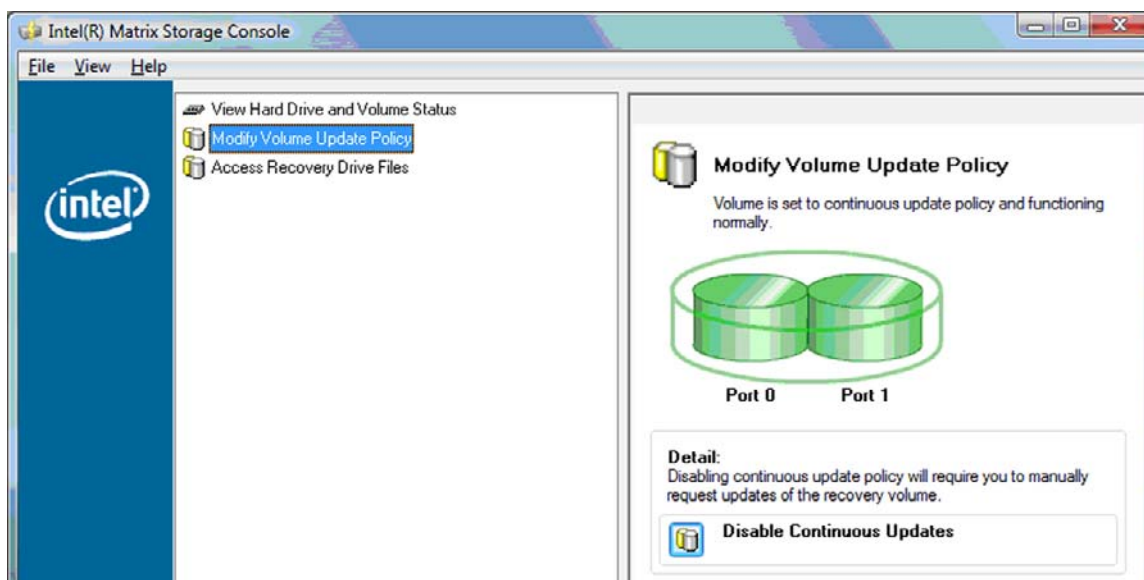 Intel(R) Matrix Storage Console
File View Help
View Hard Drive and Volume Status
Modify Volume Update Policy
Access Recovery Drive Files
intel
Modify Volume Update Policy
Volume is set to continuous update policy and functioning
normally.
Port 0 Port 1
Detail:
Disabling continuous update policy will require you to manually
request updates of the recovery volume.
Disable Continuous Updates